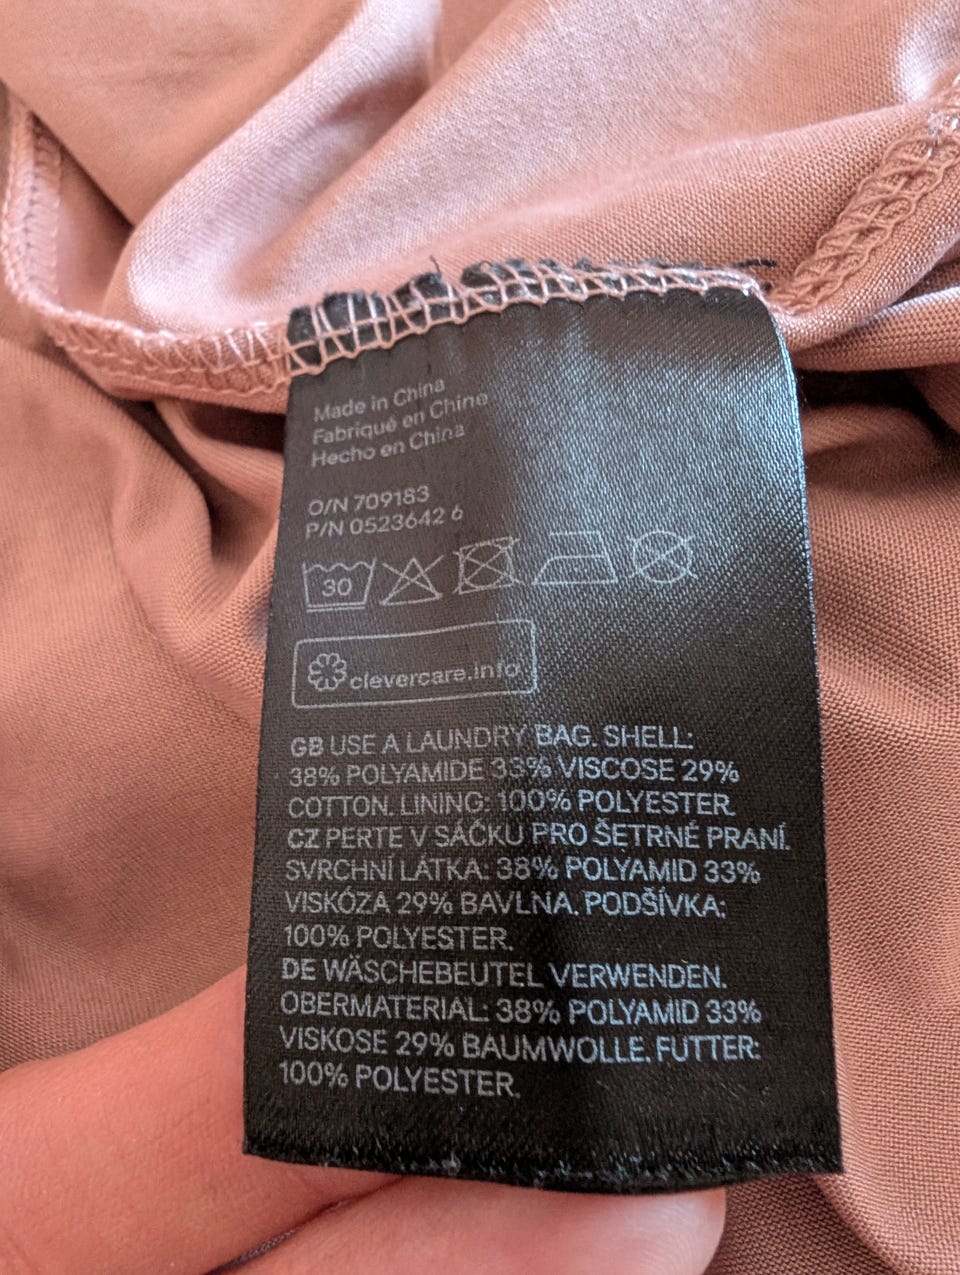 Made in China
Fabriqué en Chine
Hecho en China
O/N 709183
P/N 0523642 6
30
clevercare.info
GB USE A LAUNDRY BAG. SHELL:
38% POLYAMIDE 33% VISCOSE 29%
COTTON. LINING: 100% POLYESTER.
CZ PERTE V SÁČKU PRO ŠETRNÉ PRANÍ.
SVRCHNÍ LÁTKA: 38% POLYAMID 33%
VISKÓZA 29% BAVLNA. PODŠÍVKA:
100% POLYESTER.
DE WÄSCHEBEUTEL VERWENDEN.
OBERMATERIAL: 38% POLYAMID 33%
VISKOSE 29% BAUMWOLLE. FUTTER:
100% POLYESTER.